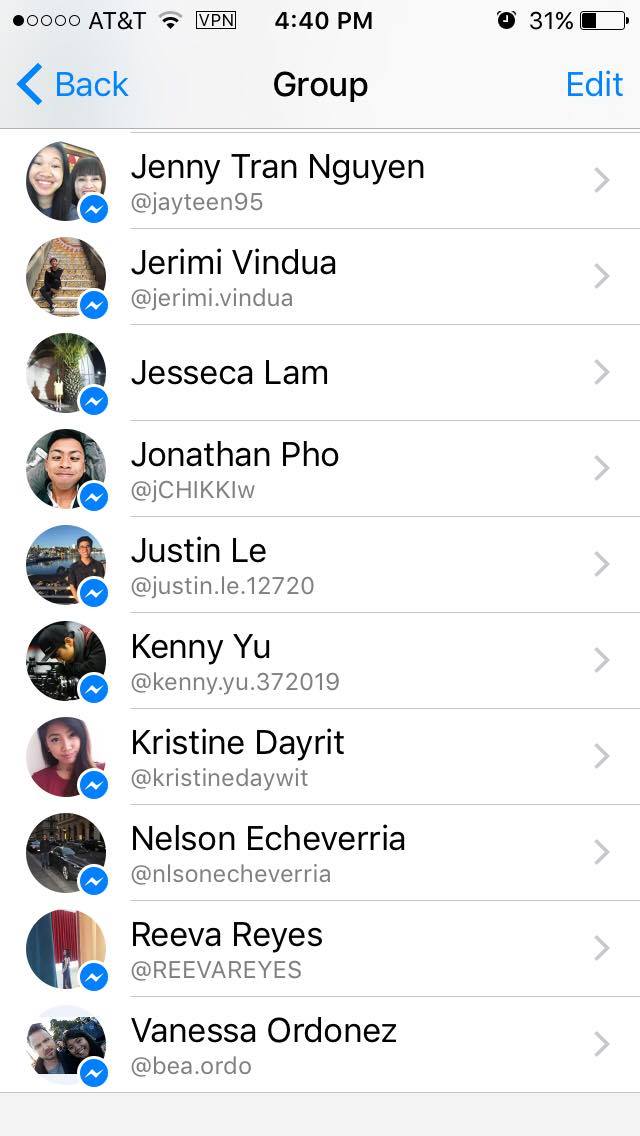 AT&T VPN 4:40 PM 31%
Back Group Edit
Jenny Tran Nguyen
@jayteen95
Jerimi Vindua
@jerimi.vindua
Jesseca Lam
Jonathan Pho
@jCHIKKIw
Justin Le
@justin.le.12720
Kenny Yu
@kenny.yu.372019
Kristine Dayrit
@kristinedaywit
Nelson Echeverria
@nlsonecheverria
Reeva Reyes
@REEVAREYES
Vanessa Ordonez
@bea.ordo